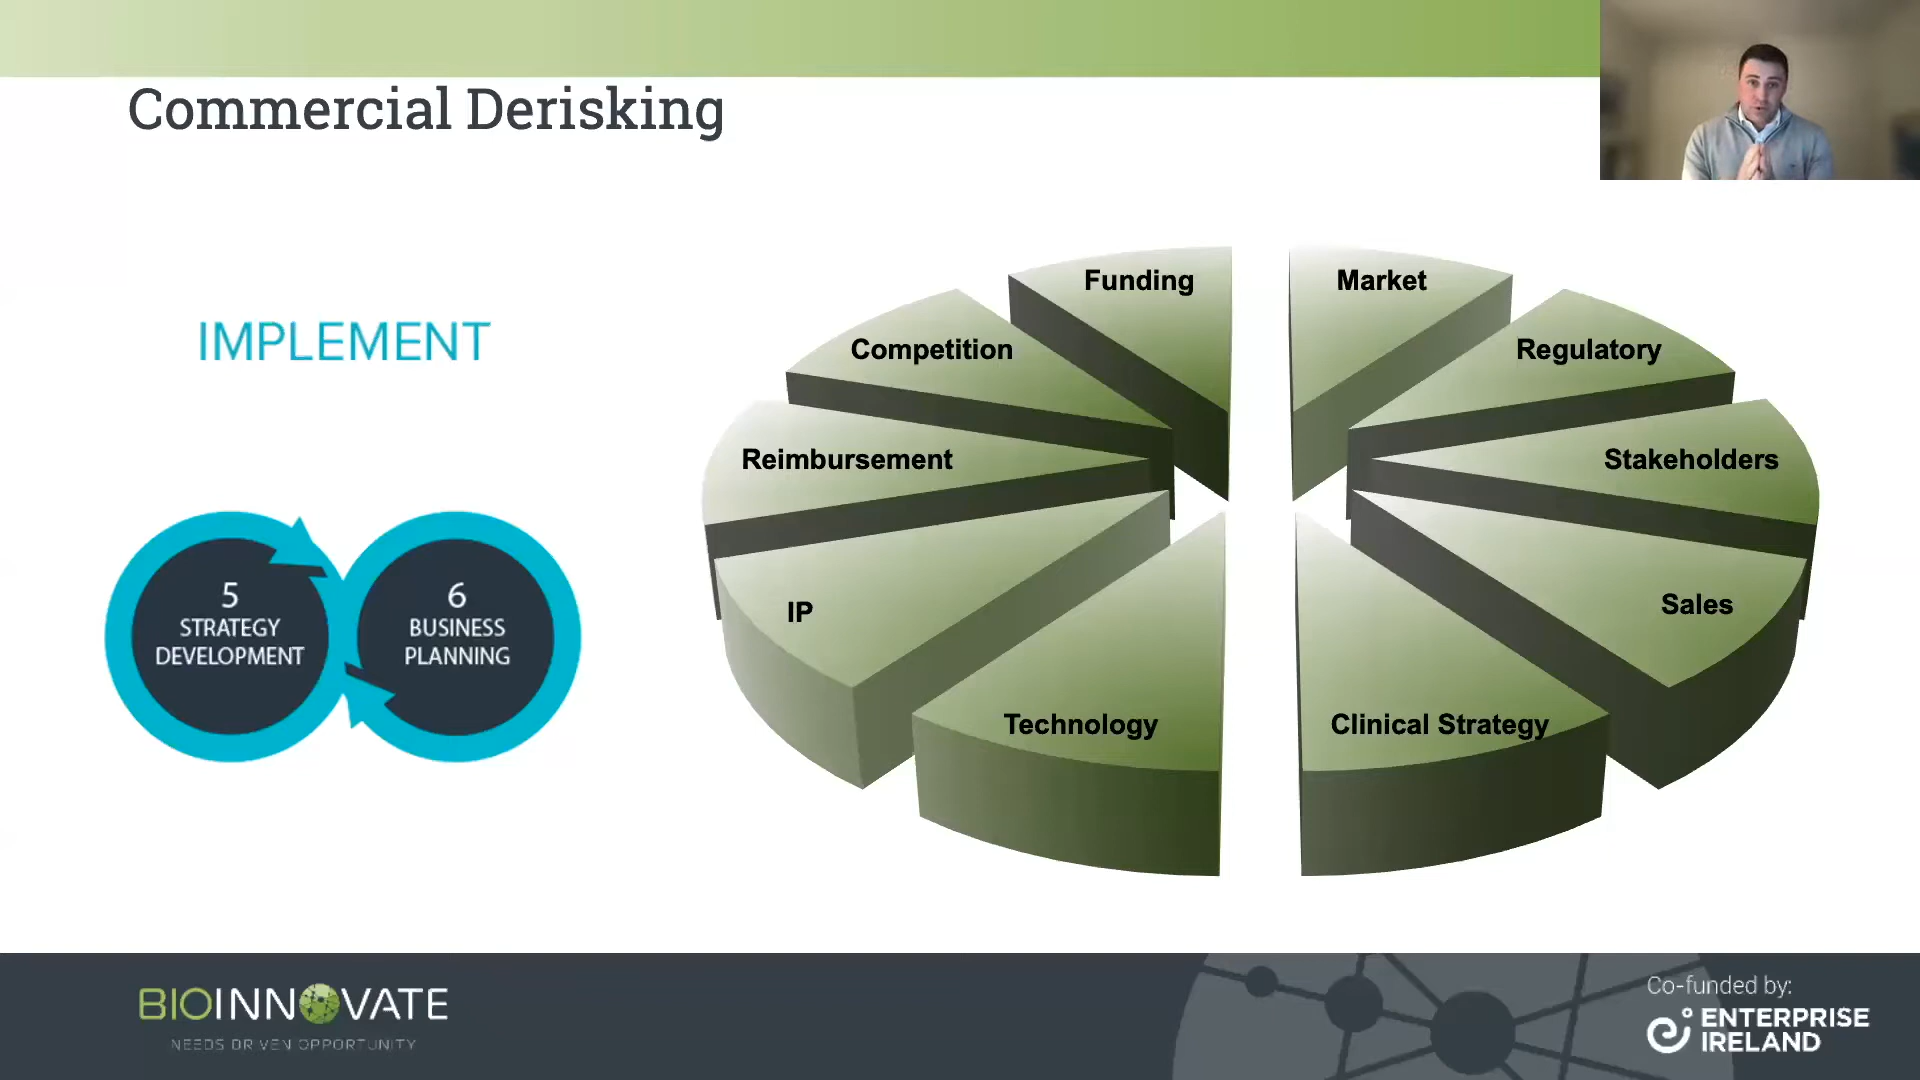 Commercial Derisking
IMPLEMENT
5
STRATEGY
DEVELOPMENT
6
BUSINESS
PLANNING
Funding
Market
Competition
Regulatory
Reimbursement
Stakeholders
IP
Sales
Technology
Clinical Strategy
BIOINNOVATE
NEEDS DRIVEN OPPORTUNITY
Co-funded by:
ENTERPRISE
IRELAND